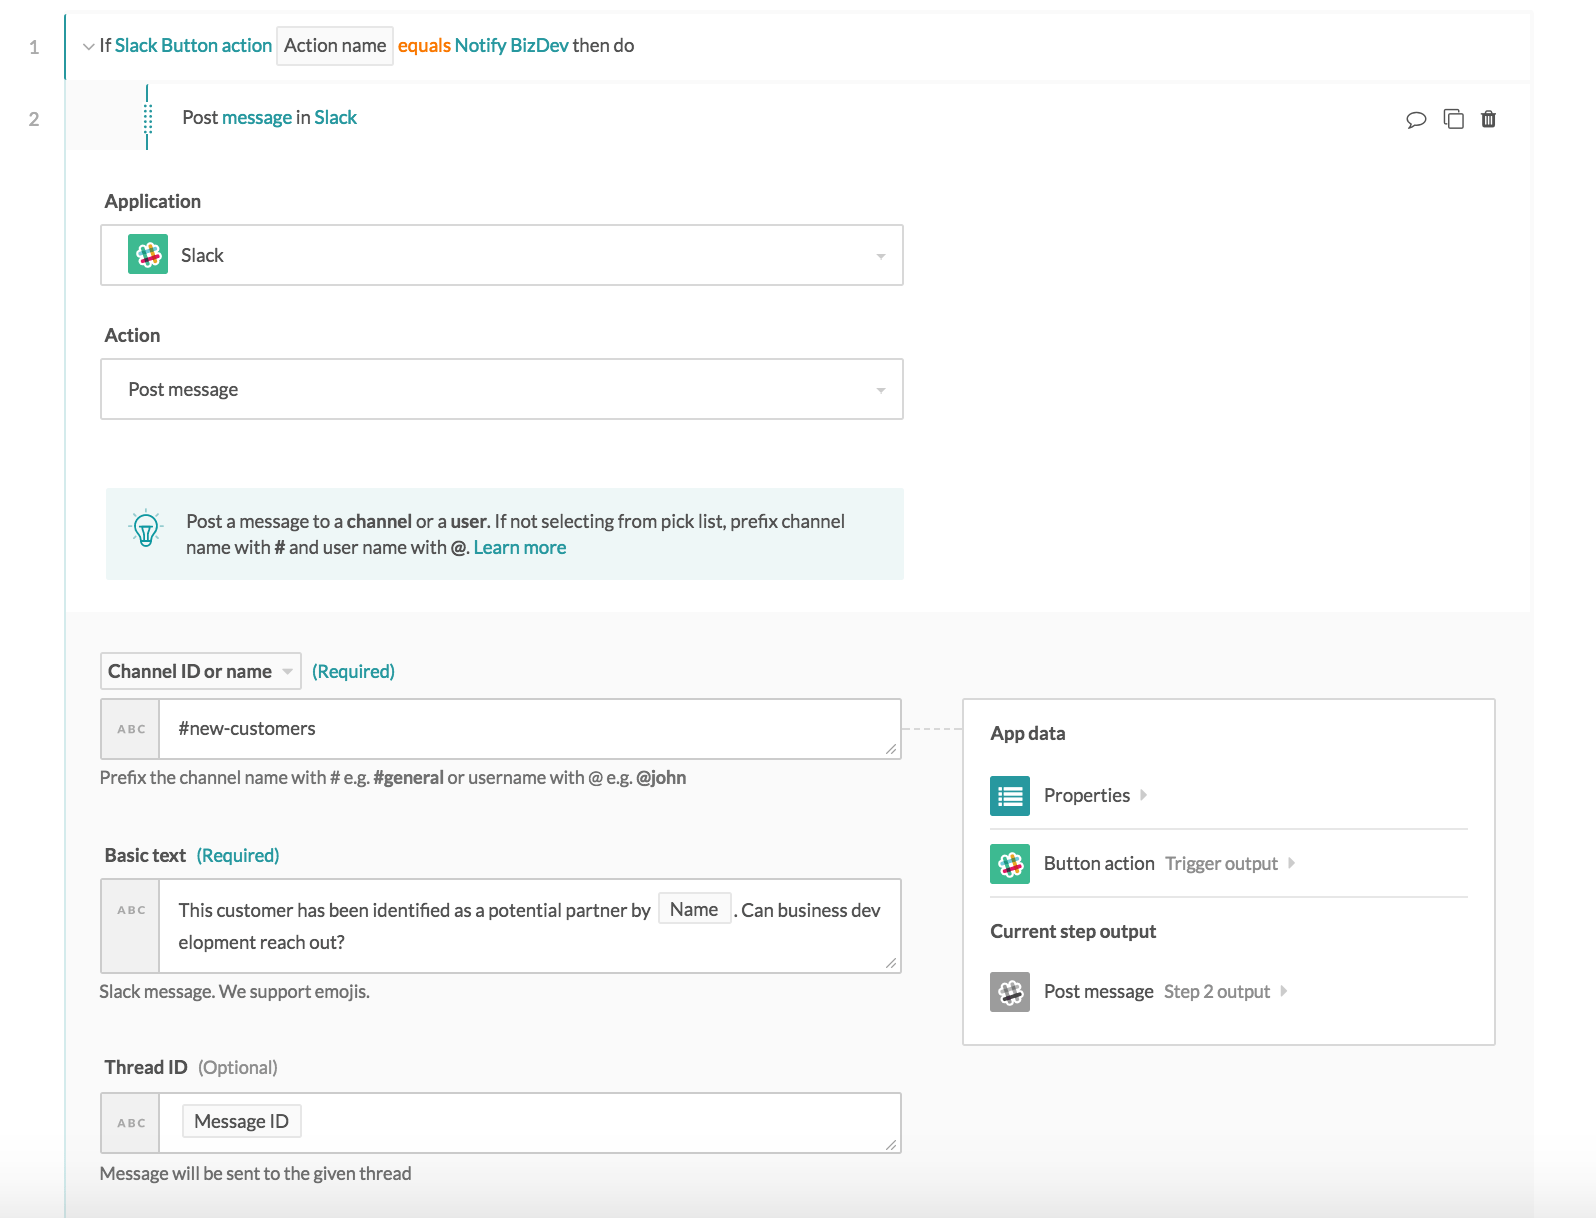 1
If Slack Button action Action name equals Notify BizDev then do
2
Post message in Slack
Application
Slack
Action
Post message
Post a message to a channel or a user. If not selecting from pick list, prefix channel
name with # and user name with @. Learn more
Channel ID or name (Required)
ABC #new-customers
Prefix the channel name with # e.g. #general or username with @ e.g. @john
Basic text (Required)
ABC This customer has been identified as a potential partner by Name . Can business dev
elopment reach out?
Slack message. We support emojis.
Thread ID (Optional)
ABC Message ID
Message will be sent to the given thread
App data
Properties
Button action Trigger output
Current step output
Post message Step 2 output